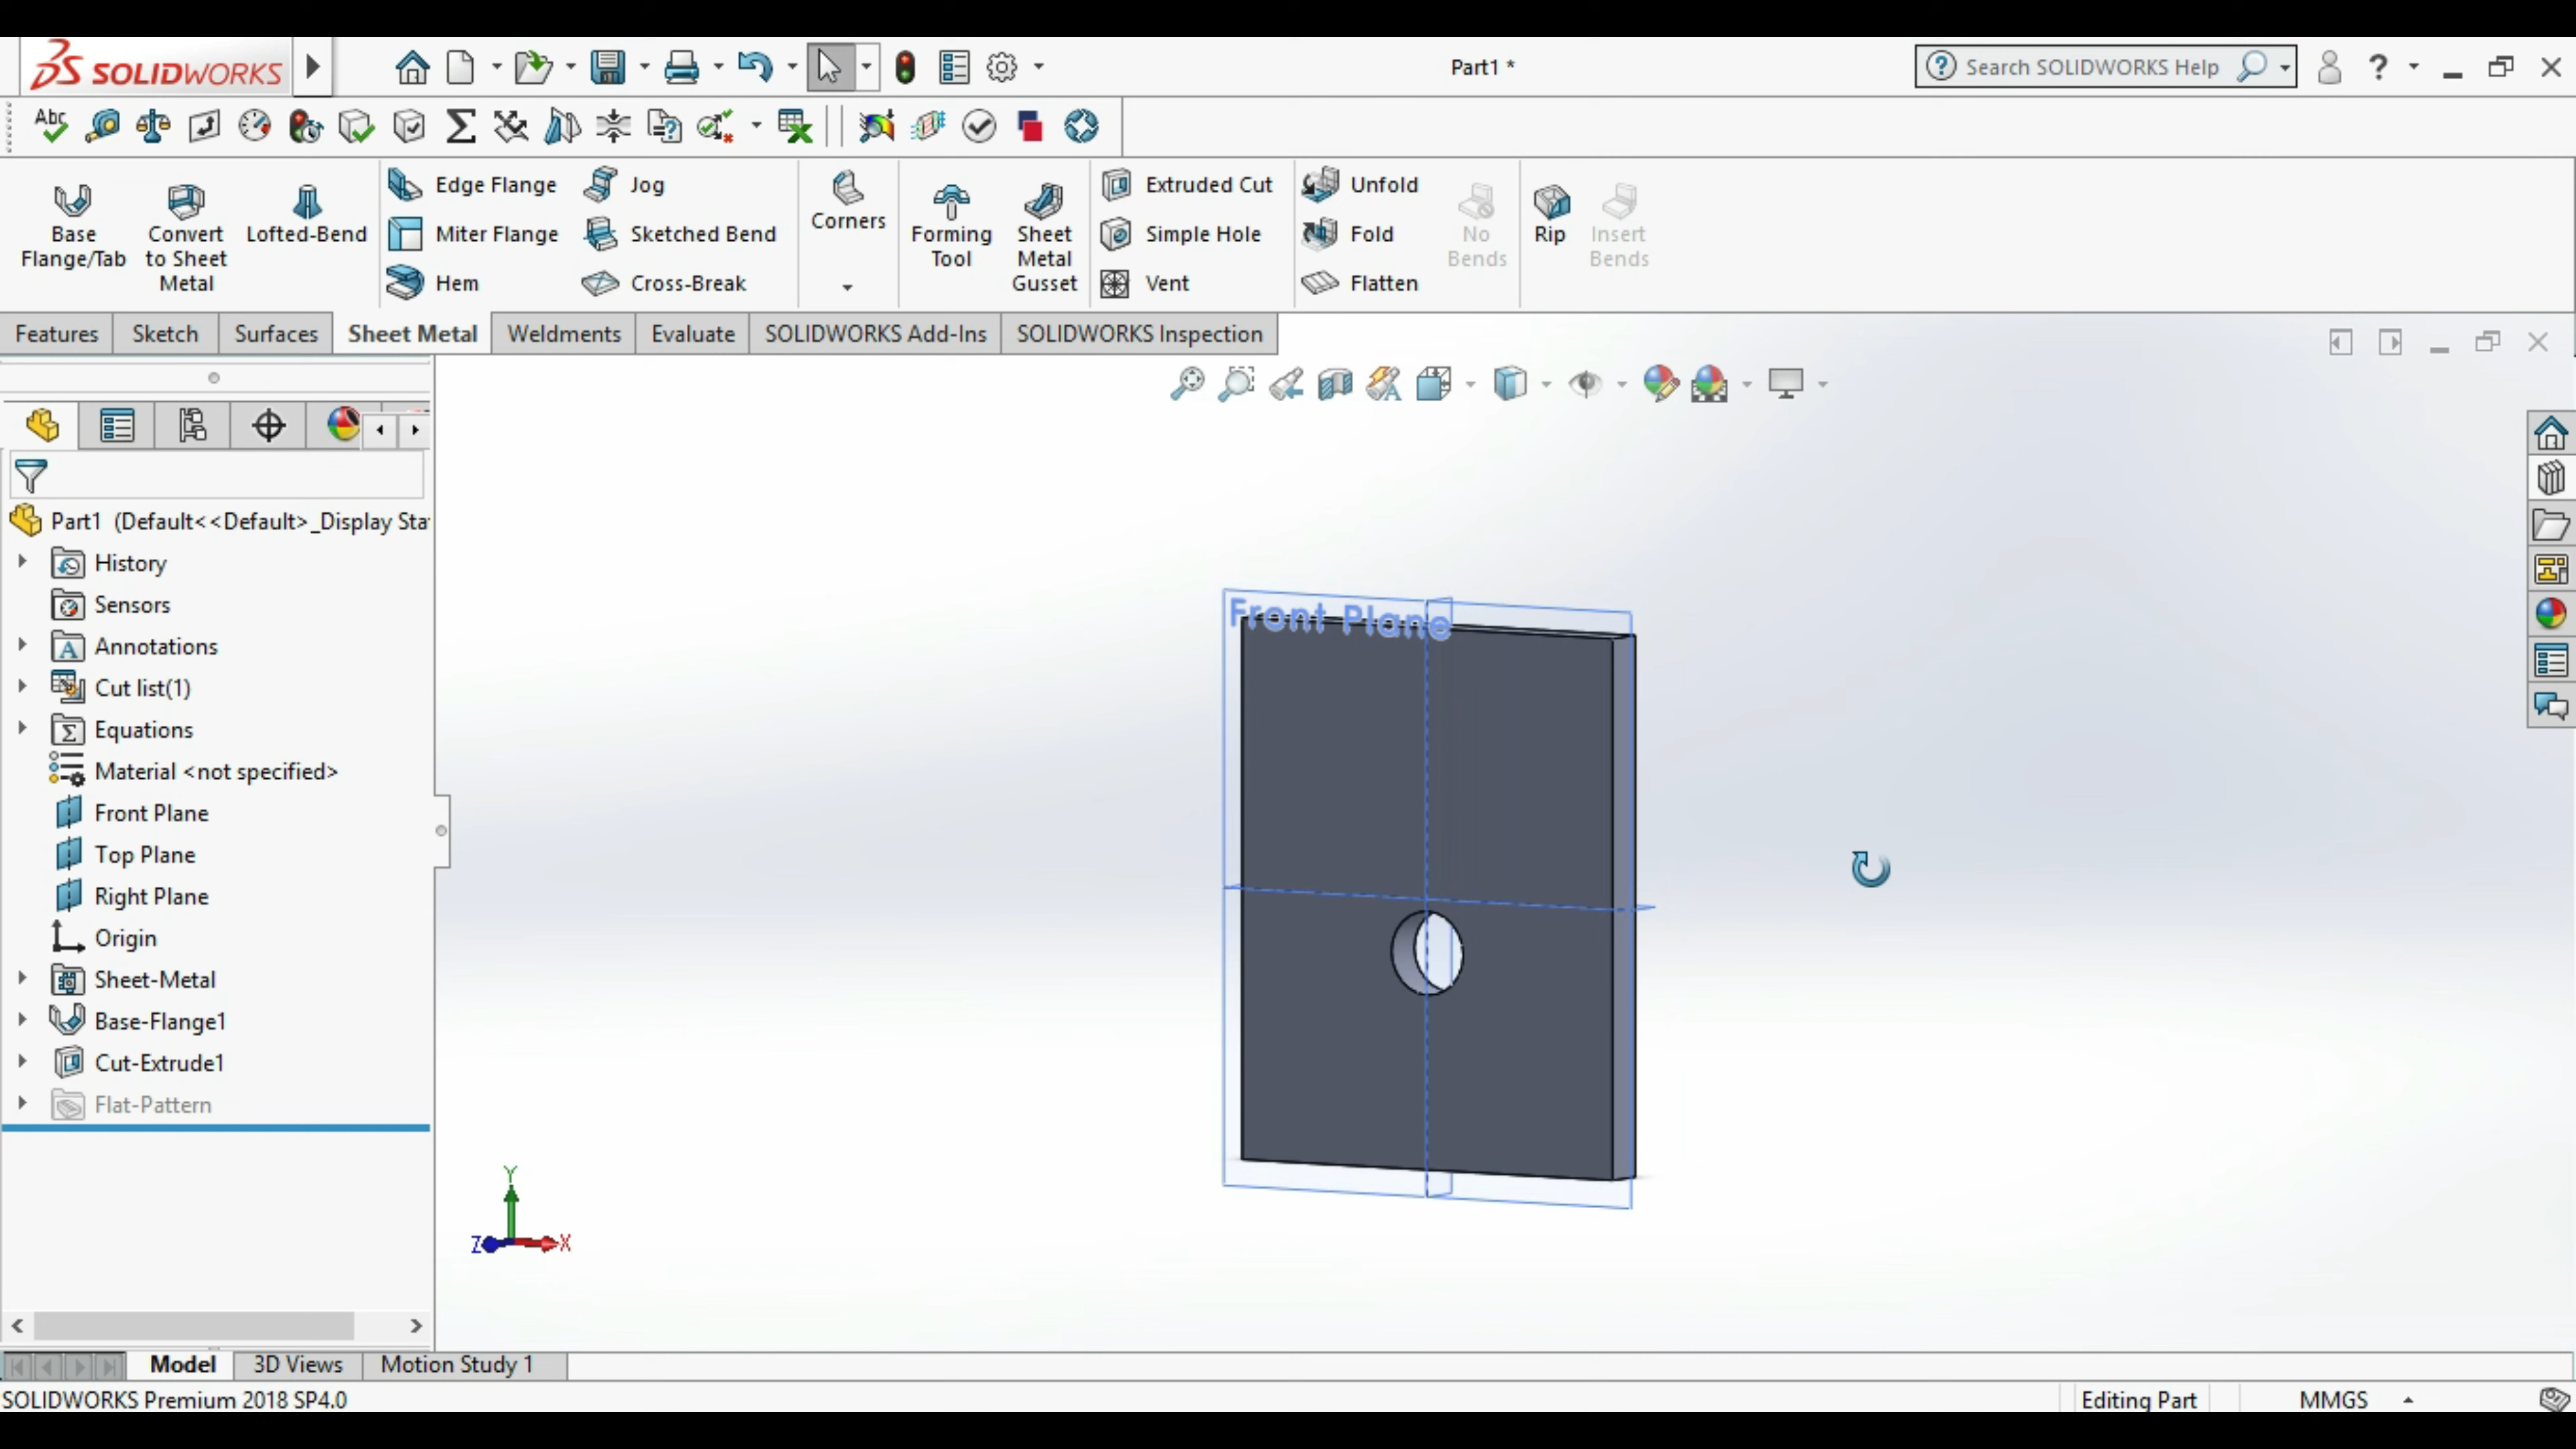 SOLIDWORKS
Part1 *
Search SOLIDWORKS Help
Abc
Base Flange/Tab
Convert to Sheet Metal
Lofted-Bend
Edge Flange
Miter Flange
Hem
Jog
Sketched Bend
Cross-Break
Corners
Forming Tool
Sheet Metal Gusset
Extruded Cut
Simple Hole
Vent
Unfold
Fold
Flatten
No Bends
Rip
Insert Bends
Features Sketch Surfaces Sheet Metal Weldments Evaluate SOLIDWORKS Add-Ins SOLIDWORKS Inspection
Part1 (Default<<Default>_Display Sta
History
Sensors
Annotations
Cut list(1)
Equations
Material <not specified>
Front Plane
Top Plane
Right Plane
Origin
Sheet-Metal
Base-Flange1
Cut-Extrude1
Flat-Pattern
Front Plane
Y
Z
X
Model 3D Views Motion Study 1
SOLIDWORKS Premium 2018 SP4.0
Editing Part
MMGS